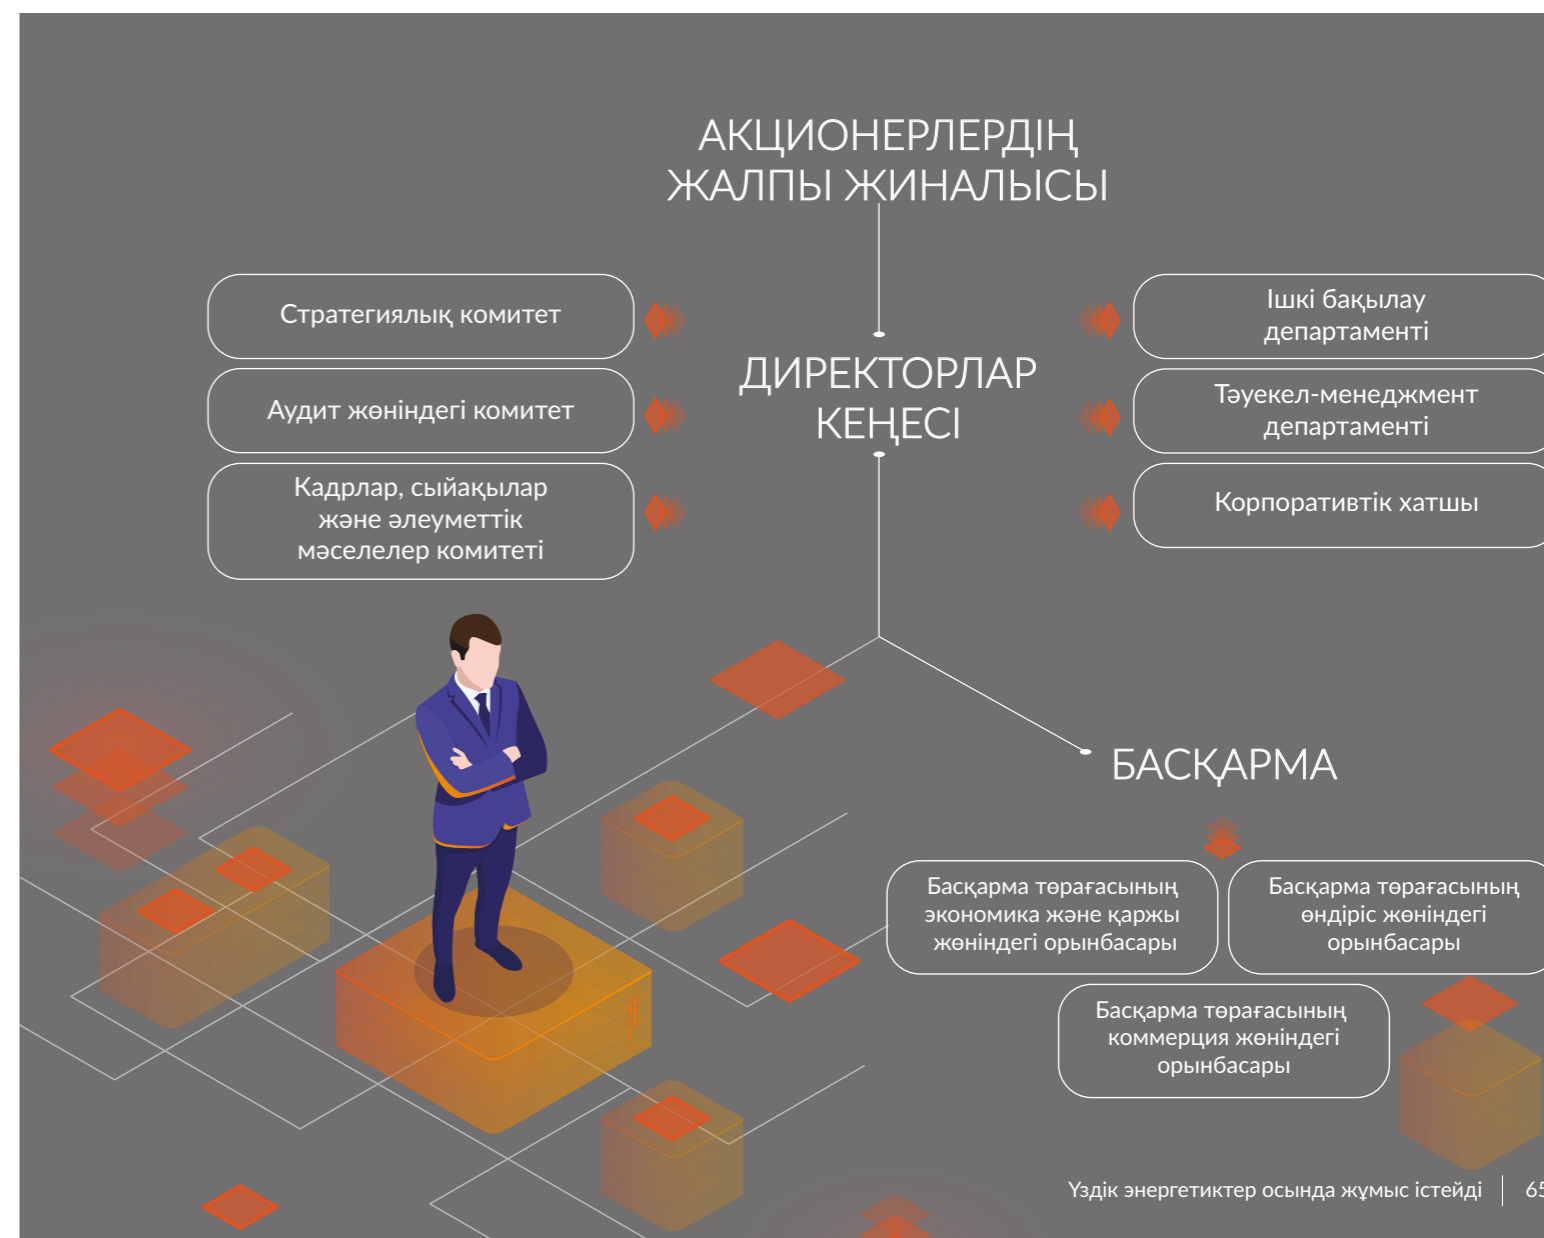 АКЦИОНЕРЛЕРДІҢ
ЖАЛПЫ ЖИНАЛЫСЫ
Стратегиялық комитет
Аудит жөніндегі комитет
Кадрлар, сыйақылар
және әлеуметтік
мәселелер комитеті
ДИРЕКТОРЛАР
КЕҢЕСІ
Ішкі бақылау
департаменті
Тәуекел-менеджмент
департаменті
Корпоративтік хатшы
БАСҚАРМА
Басқарма төрағасының
экономика және қаржы
жөніндегі орынбасары
Басқарма төрағасының
өндіріс жөніндегі
орынбасары
Басқарма төрағасының
коммерция жөніндегі
орынбасары
Үздік энергетиктер осында жұмыс істейді
65